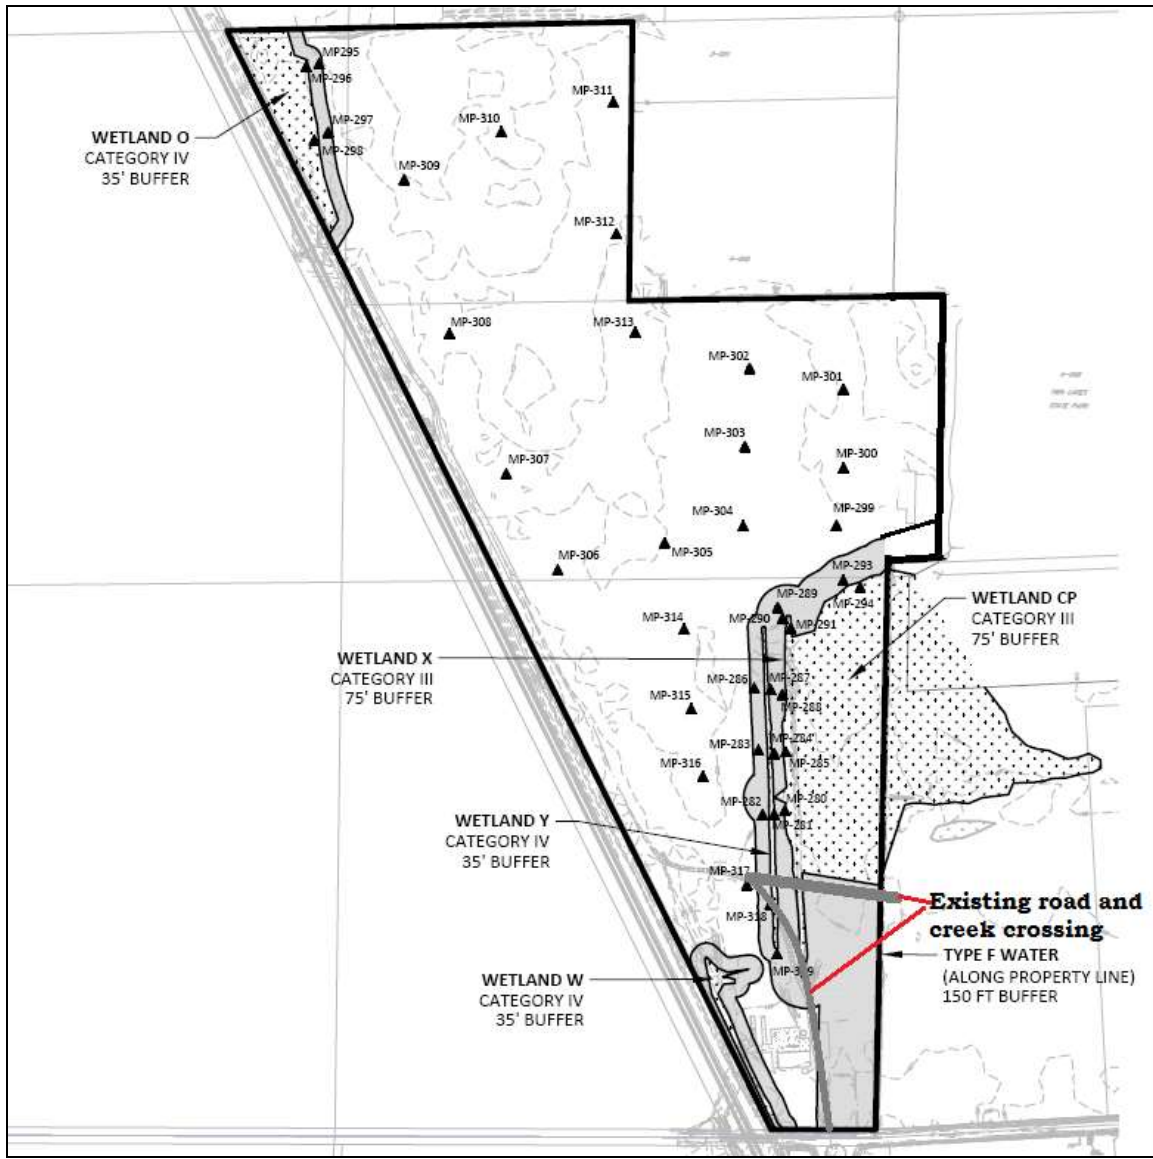 MP295
MP-296
WETLAND O
CATEGORY IV
35' BUFFER
MP-297
MP-298
MP-311
MP-310
MP-309
MP-312
MP-308
MP-313
MP-302
MP-301
MP-303
MP-300
MP-307
MP-304
MP-299
MP-305
MP-306
MP-293
MP-294
MP-289
MP-290
MP-291
MP-314
WETLAND CP
CATEGORY III
75' BUFFER
WETLAND X
CATEGORY III
75' BUFFER
MP-286
MP-287
MP-288
MP-315
MP-283
MP-284
MP-285
MP-316
MP-282
MP-280
MP-281
WETLAND Y
CATEGORY IV
35' BUFFER
MP-317
MP-318
Existing road and
creek crossing
TYPE F WATER
(ALONG PROPERTY LINE)
150 FT BUFFER
WETLAND W
CATEGORY IV
35' BUFFER